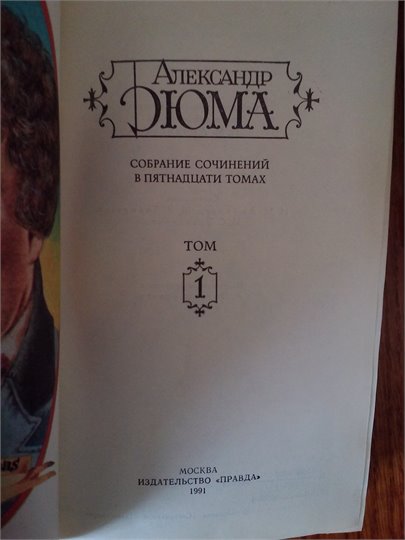 АЛЕКСАНДР
ДЮМА
СОБРАНИЕ СОЧИНЕНИЙ
В ПЯТНАДЦАТИ ТОМАХ
ТОМ
1
МОСКВА
ИЗДАТЕЛЬСТВО «ПРАВДА»
1991